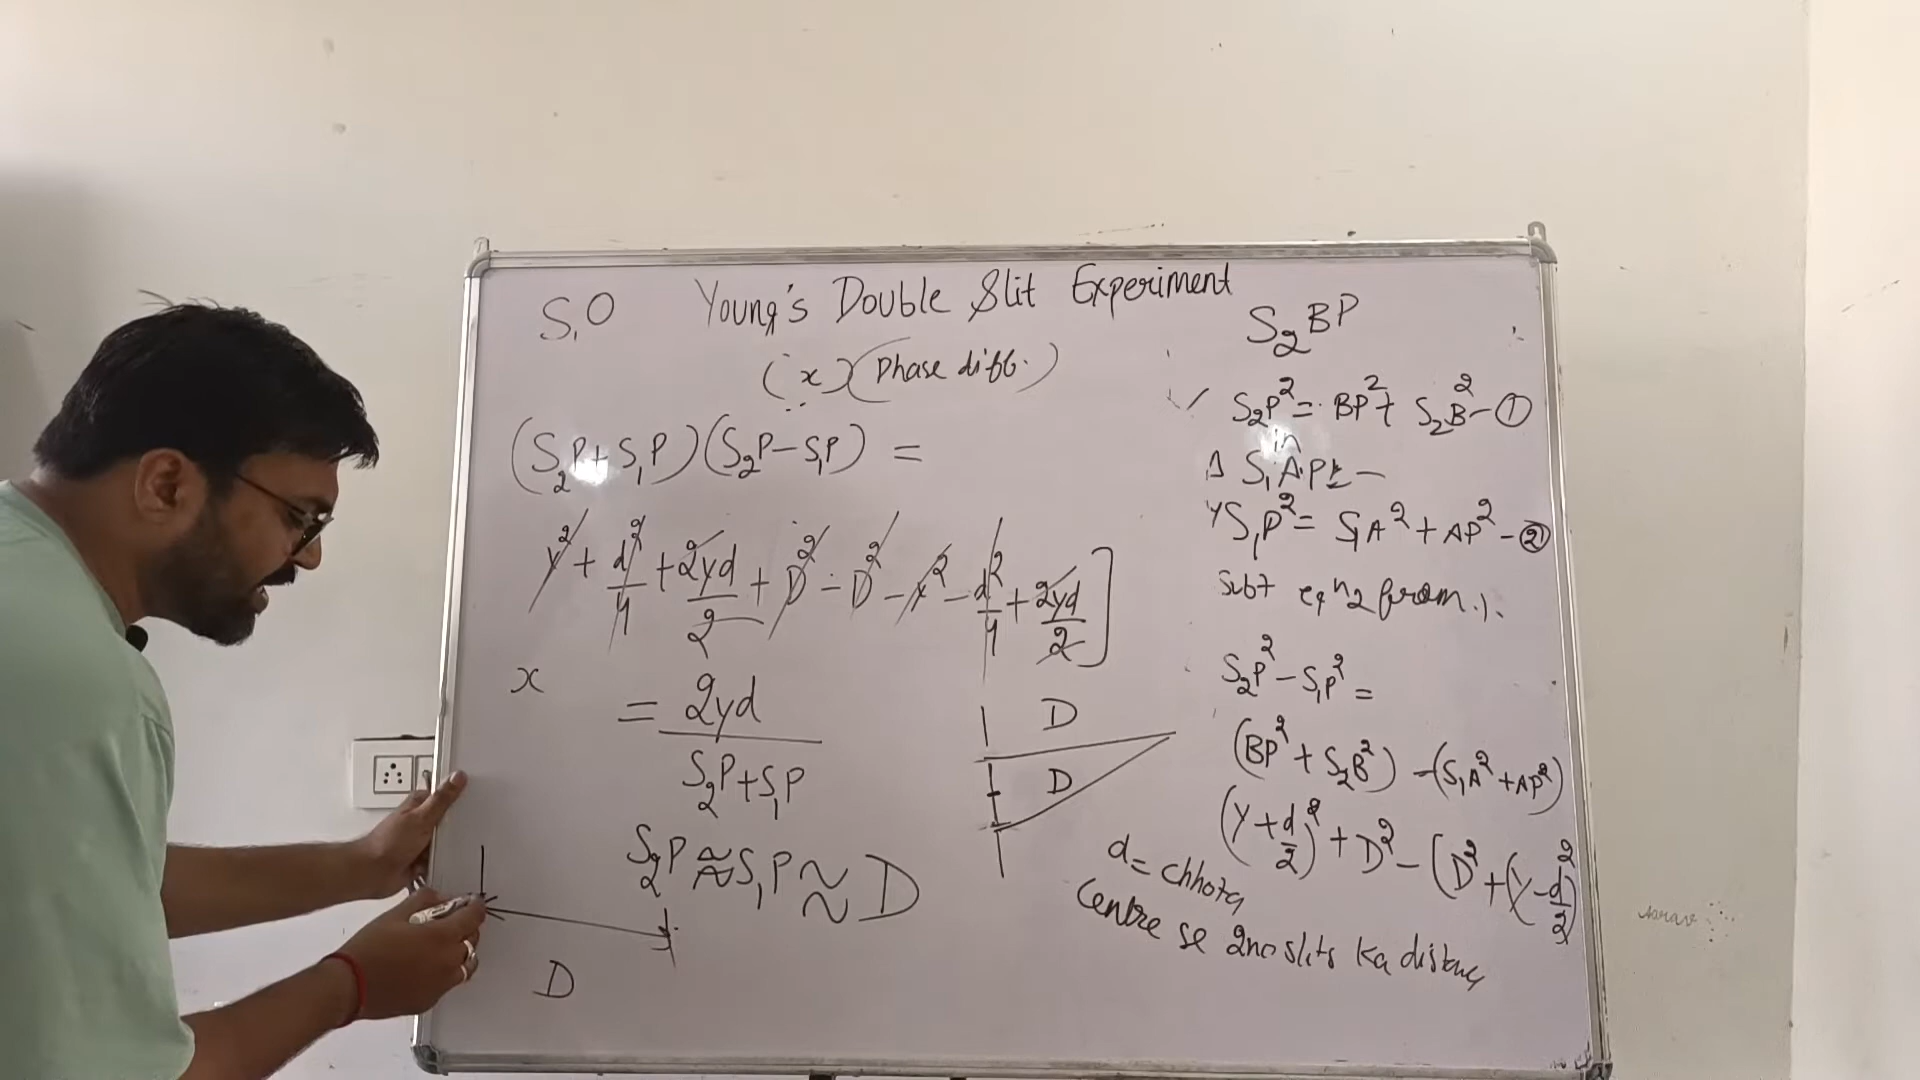 Young's Double Slit Experiment
S₁O
(x) (Phase diff.)
(S₂P + S₁P) (S₂P - S₁P) =
y² + d²/4 + 2yd/2 + D² - D² - y² - d²/4 + 2yd/2 ]
x = 2yd / S₂P + S₁P
S₂P ≈ S₁P ≈ D
D
D
D
S₂BP
S₂P² = BP² + S₂B² - ①
in
Δ S₁AP
S₁P² = S₁A² + AP² - ②
Subt eqn 2 from 1.
S₂P² - S₁P² =
(BP² + S₂B²) - (S₁A² + AP²)
(y + d/2)² + D² - (D² + (y - d/2)²
d = chhota
centre se 2no slits ka distance